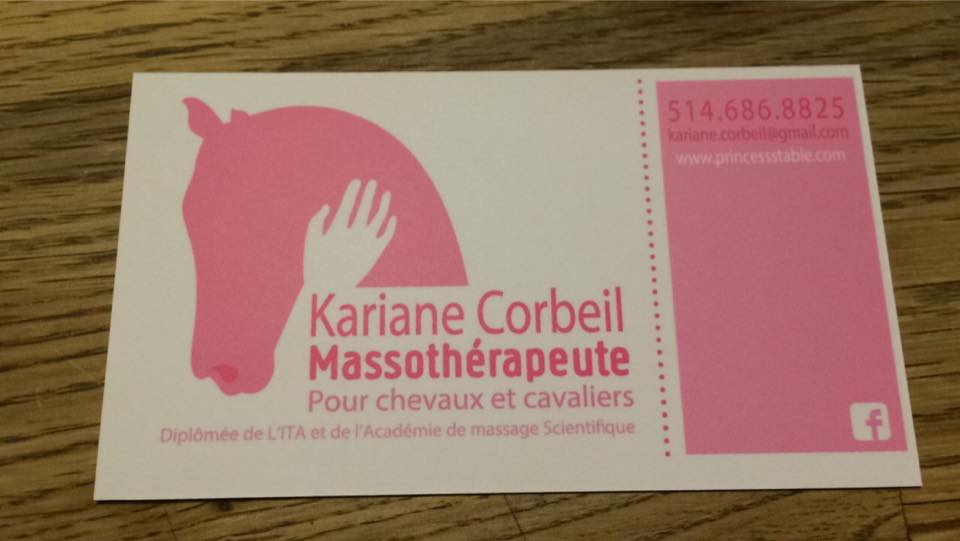 514.686.8825
kariane.corbeil@gmail.com
www.princessstable.com
Kariane Corbeil
Massothérapeute
Pour chevaux et cavaliers
Diplômée de L'ITA et de l'Académie de massage Scientifique
f